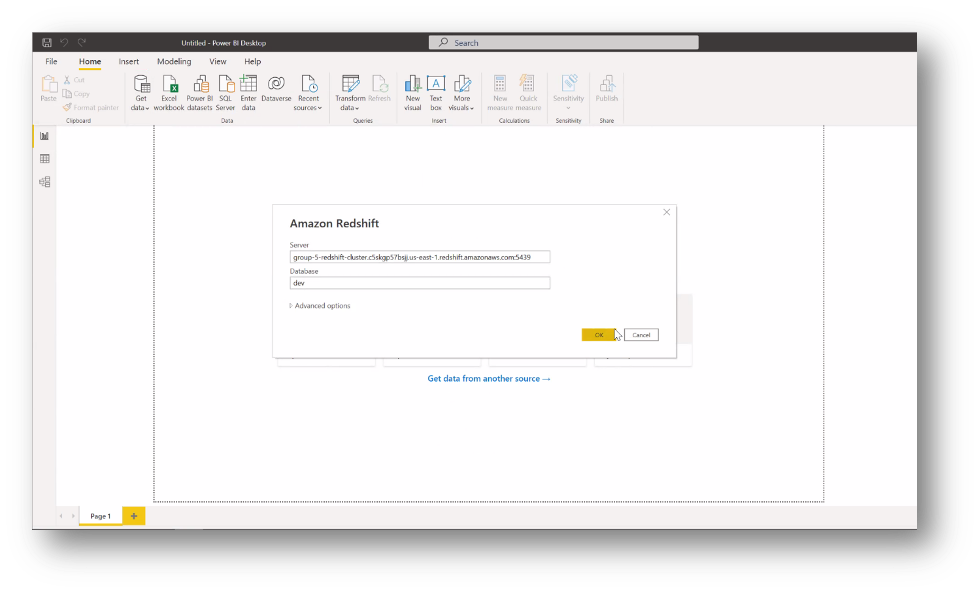 Untitled - Power BI Desktop
Search
File Home Insert Modeling View Help
Paste
Cut
Copy
Format painter
Get data
Excel workbook
Power BI datasets
SQL Server
Enter data
Dataverse
Recent sources
Transform data
Refresh
New visual
Text box
More visuals
New measure
Quick measure
Sensitivity
Publish
Clipboard Data Queries Insert Calculations Sensitivity Share
Amazon Redshift
Server
group-5-redshift-cluster.c5skgp57bsjj.us-east-1.redshift.amazonaws.com:5439
Database
dev
Advanced options
OK Cancel
Get data from another source →
Page 1